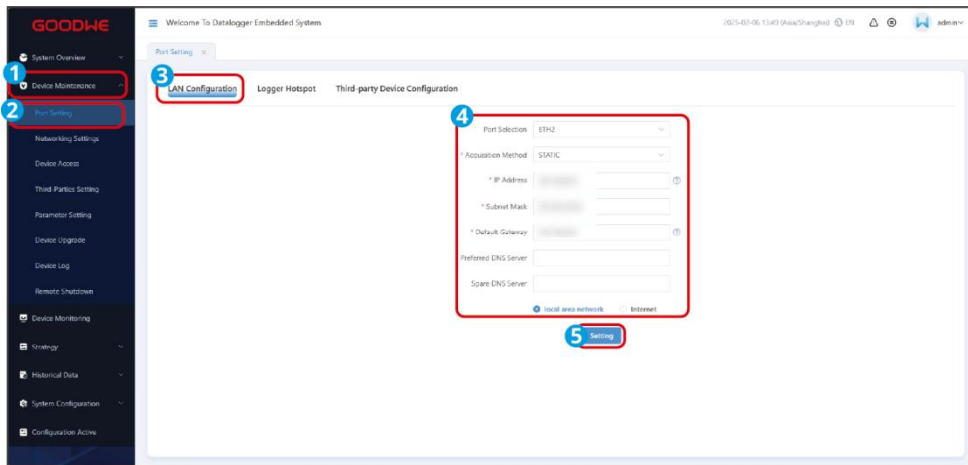 GOODWE
Welcome To Datalogger Embedded System
2025-02-06 13:49 (Asia/Shanghai) EN
admin
System Overview
Port Setting ×
1
Device Maintenance
3
LAN Configuration Logger Hotspot Third-party Device Configuration
2
Port Setting
4
Port Selection ETH2
Networking Settings
* Acquisition Method STATIC
Device Access
* IP Address
Third-Parties Setting
* Subnet Mask
Parameter Setting
* Default Gateway
Device Upgrade
Preferred DNS Server
Device Log
Spare DNS Server
Remote Shutdown
local area network Internet
Device Monitoring
5
Setting
Strategy
Historical Data
System Configuration
Configuration Active